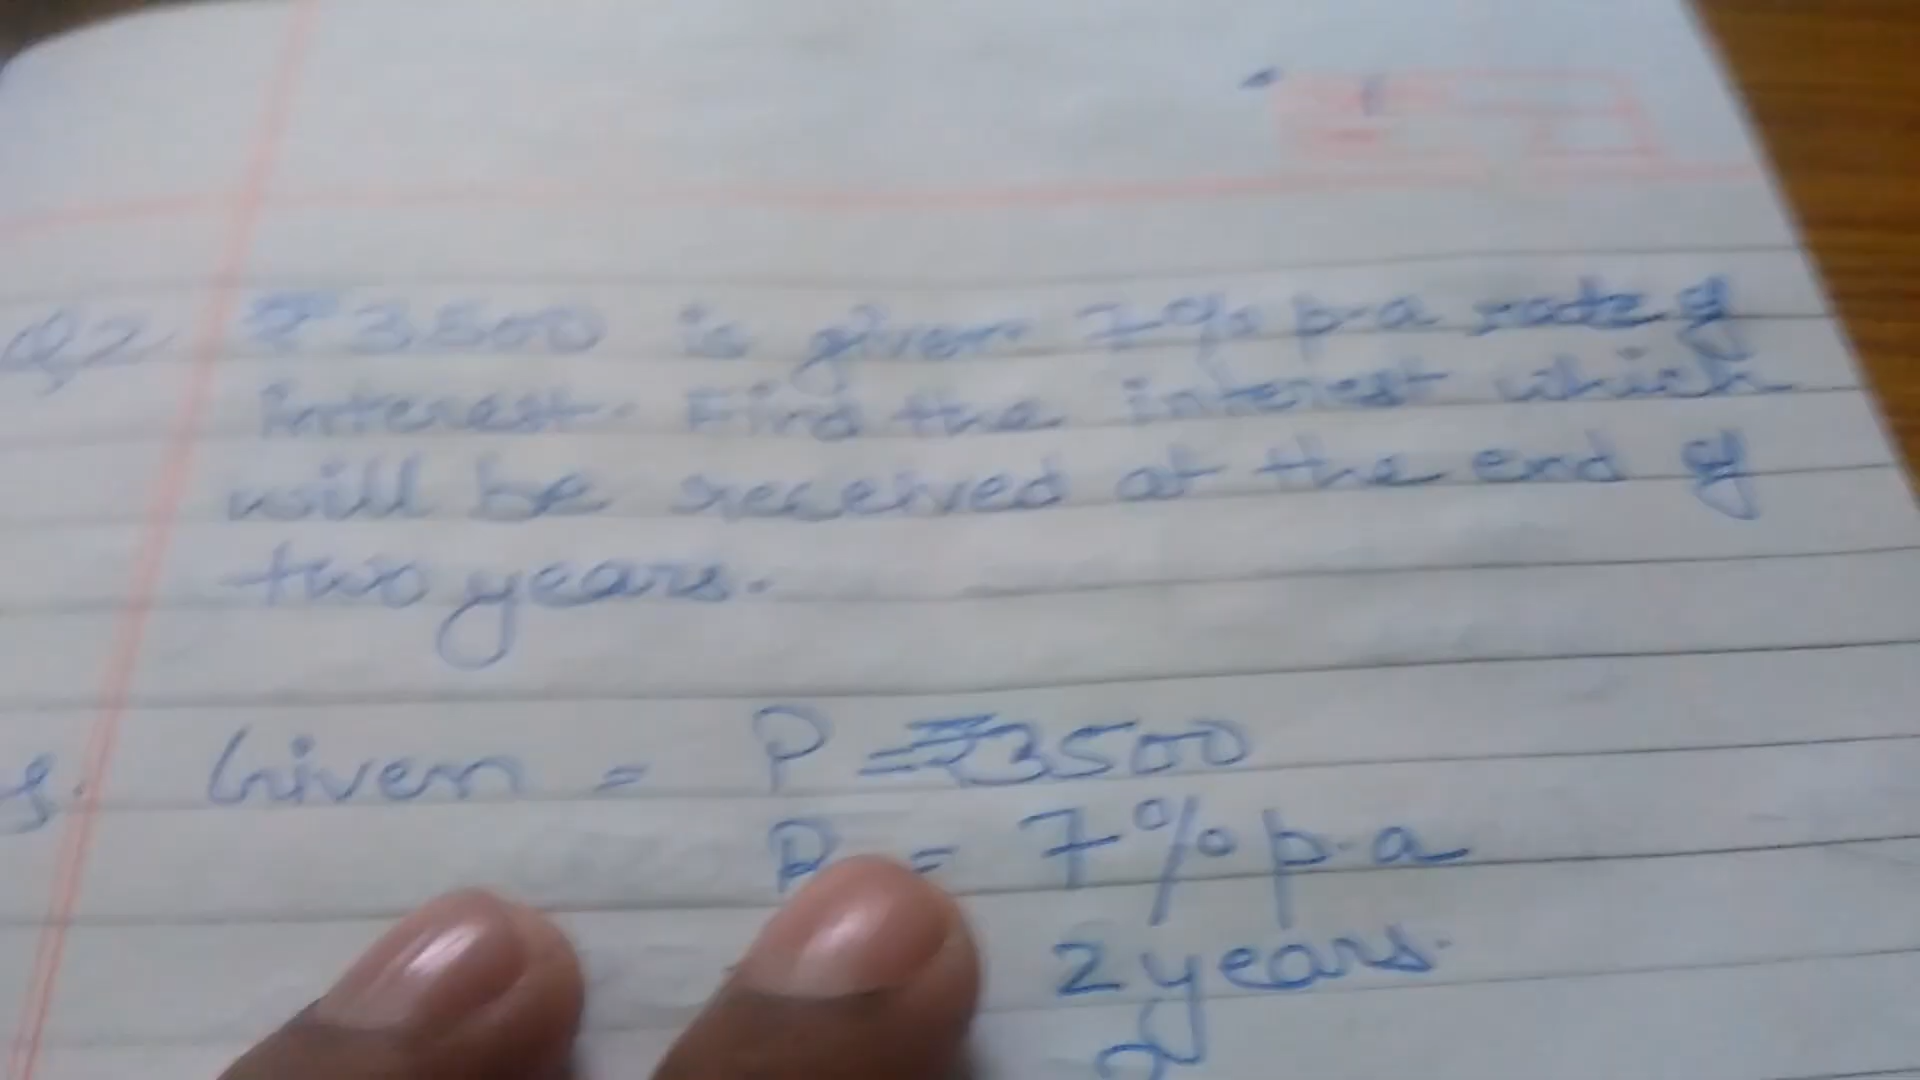 Q2. ₹3500 is given 7% p.a rate of
interest. Find the interest which
will be received at the end of
two years.
s. Given = P = ₹3500
R = 7% p.a
2 years.
?